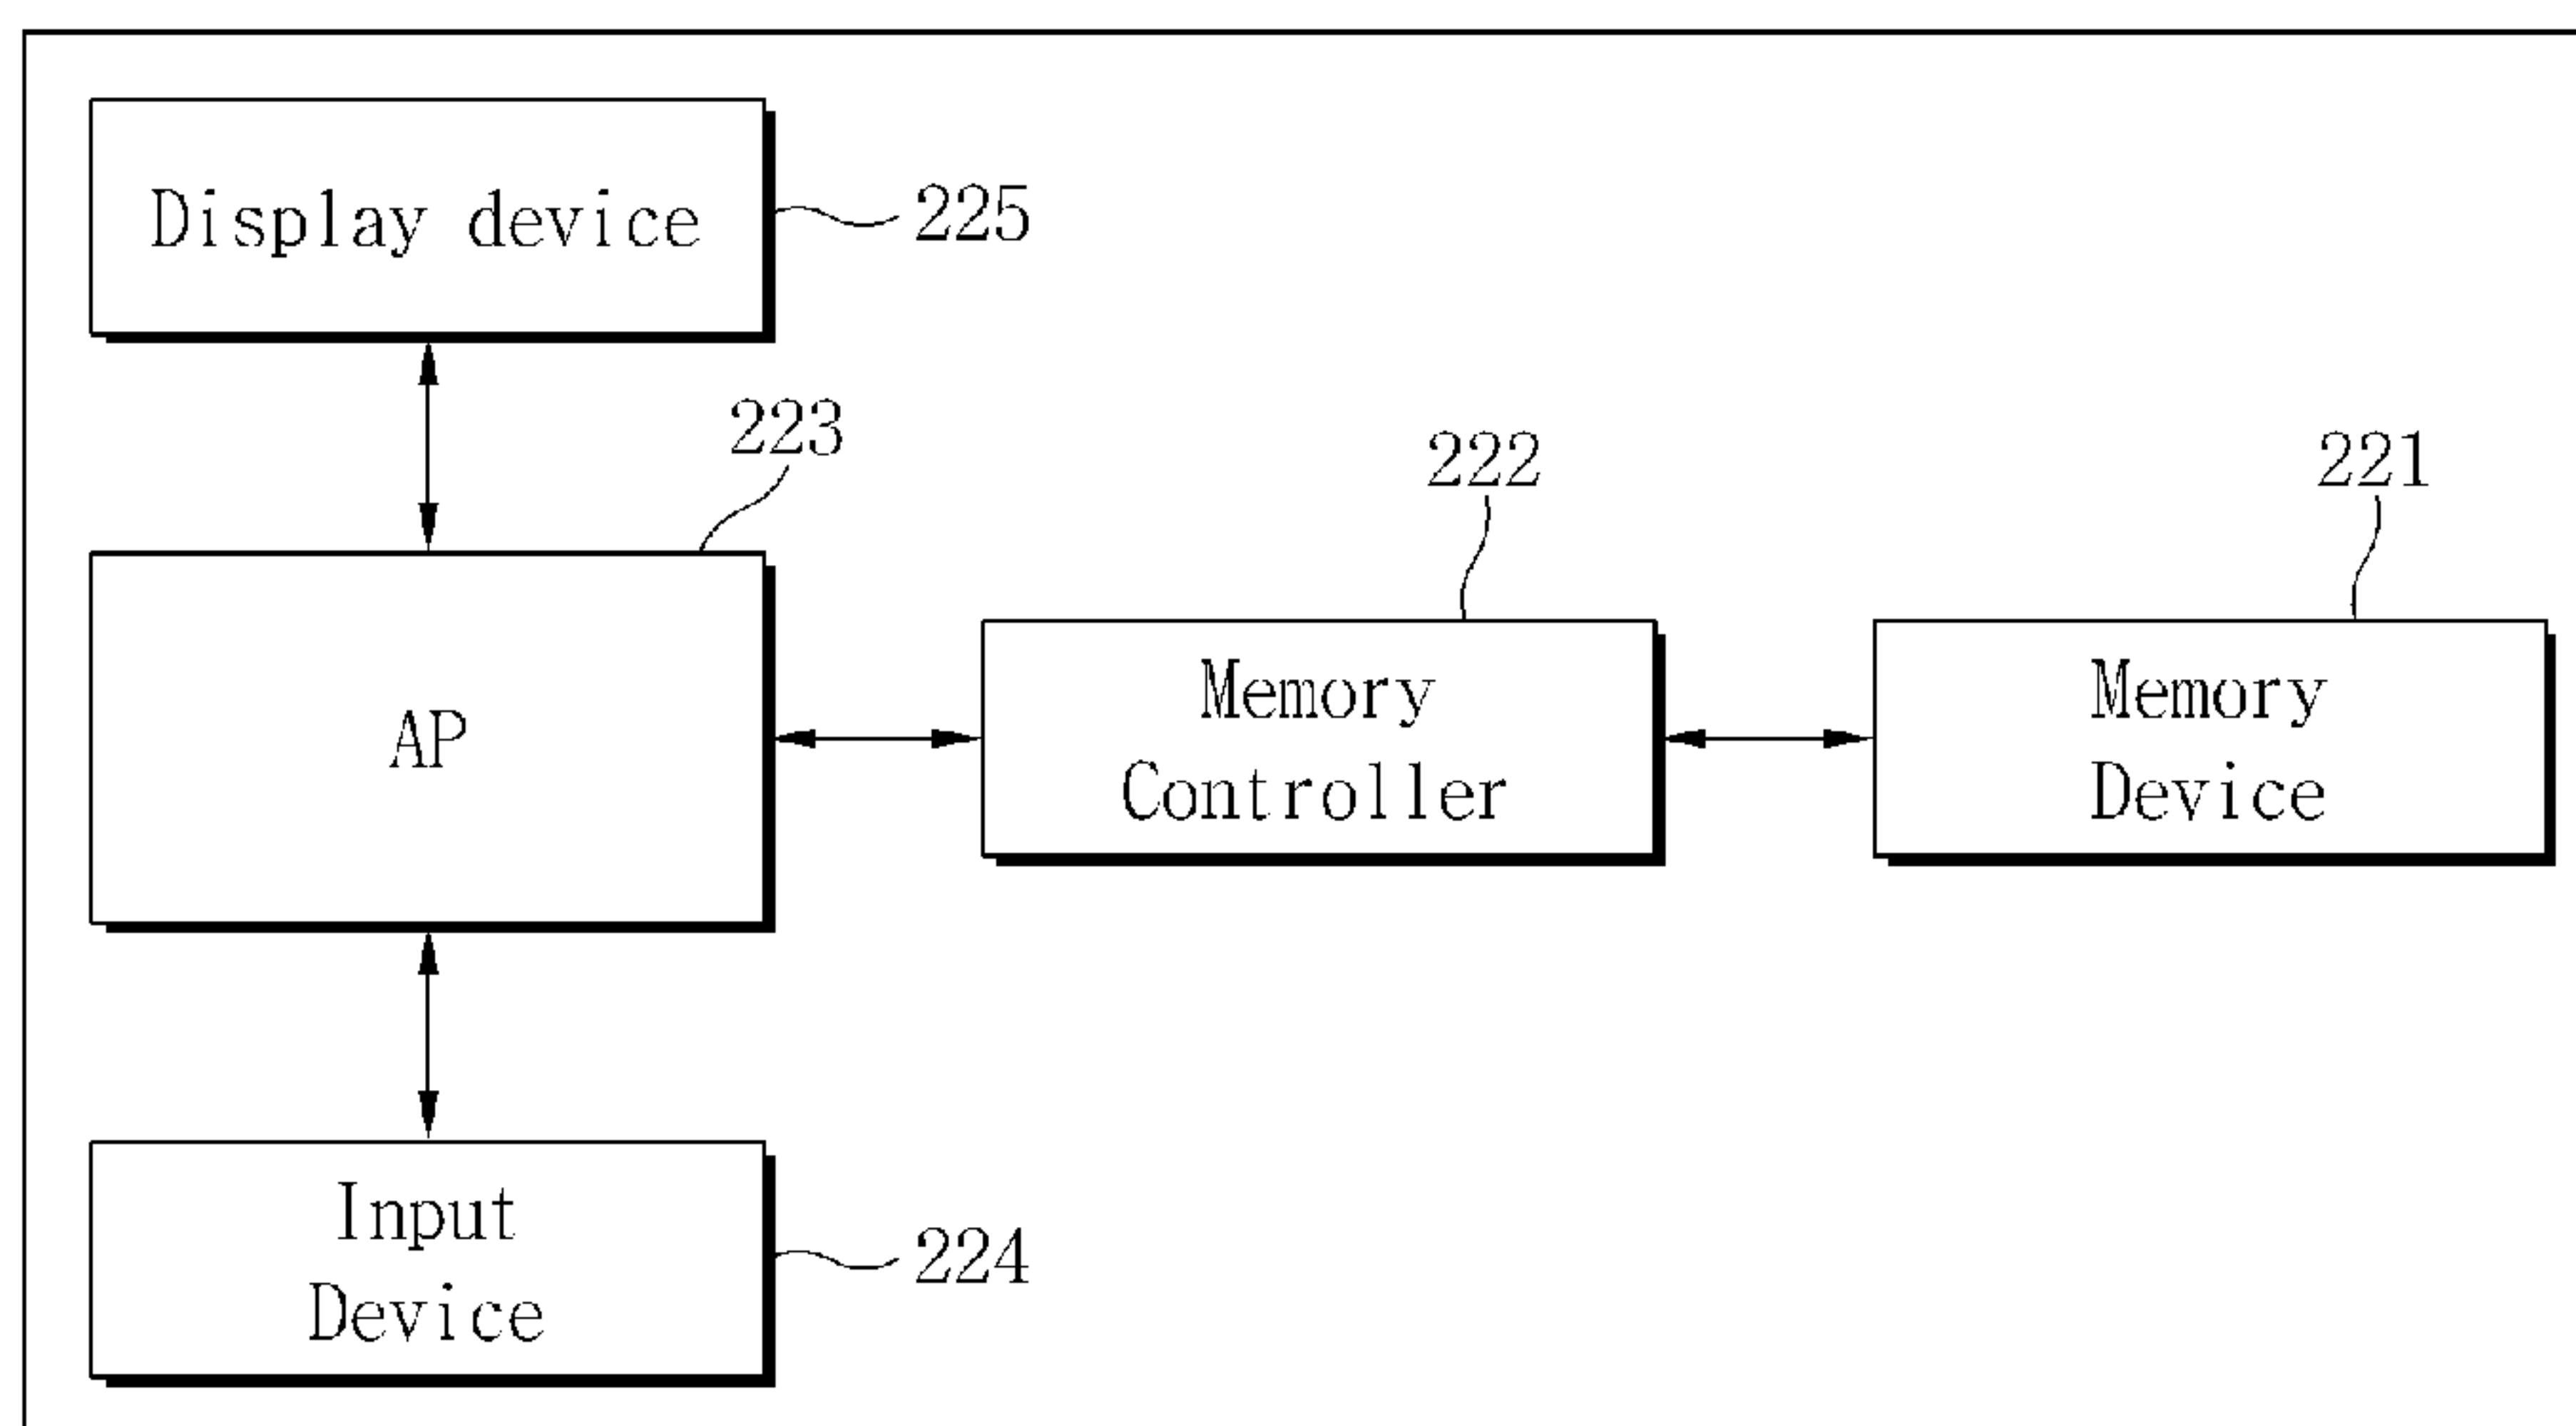 Display device
225
223
222
221
AP
Memory
Controller
Memory
Device
Input
Device
224